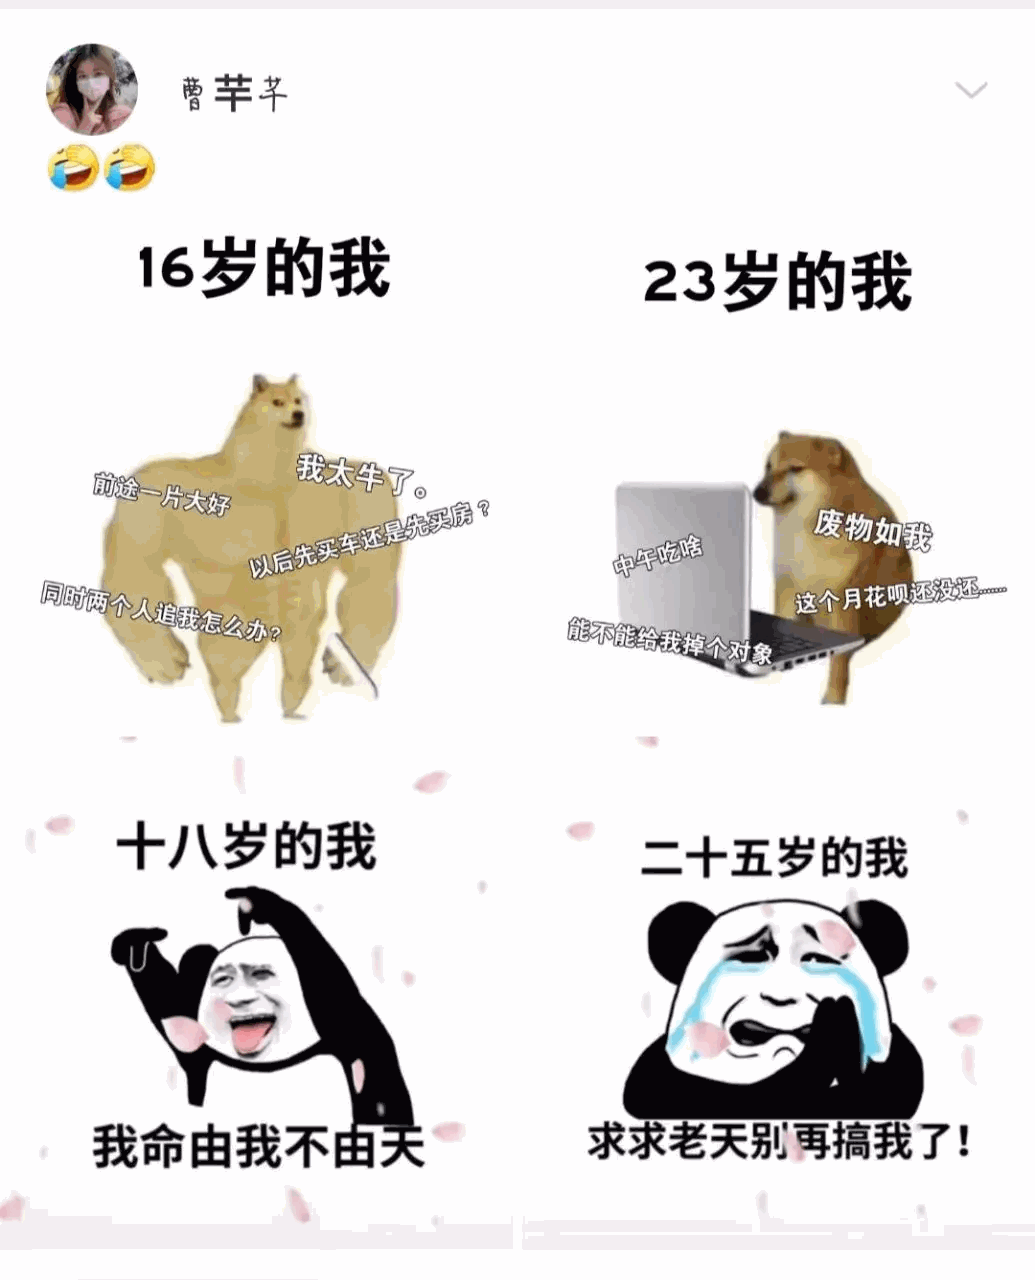 曹芊芊
16岁的我
23岁的我
我太牛了。
前途一片大好
以后先买车还是先买房？
同时两个人追我怎么办？
废物如我
中午吃啥
这个月花呗还没还......
能不能给我掉个对象
十八岁的我
二十五岁的我
我命由我不由天
求求老天别再搞我了！